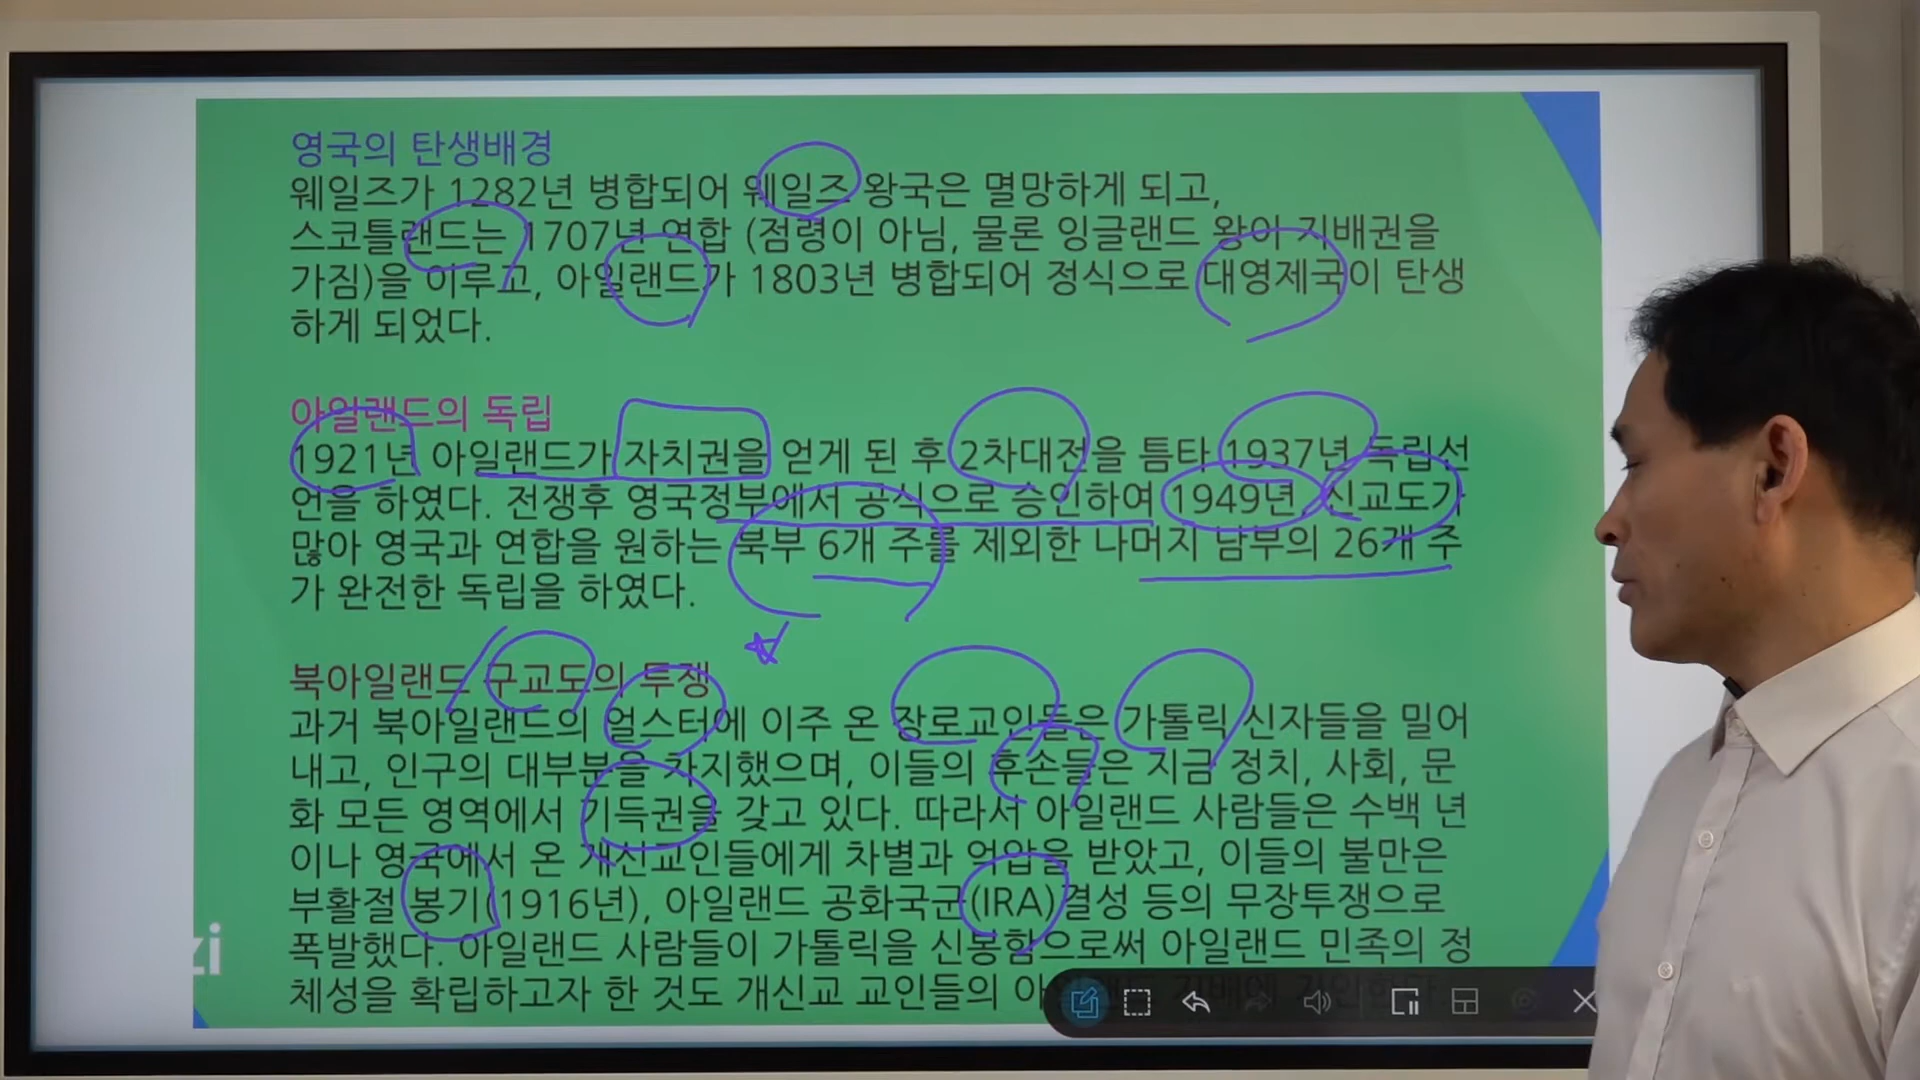 영국의 탄생배경
웨일즈가 1282년 병합되어 웨일즈 왕국은 멸망하게 되고,
스코틀랜드는 1707년 연합 (점령이 아님, 물론 잉글랜드 왕이 지배권을
가짐)을 이루고, 아일랜드가 1803년 병합되어 정식으로 대영제국이 탄생
하게 되었다.
아일랜드의 독립
1921년 아일랜드가 자치권을 얻게 된 후 2차대전을 틈타 1937년 독립선
언을 하였다. 전쟁후 영국정부에서 공식으로 승인하여 1949년 신교도가
많아 영국과 연합을 원하는 북부 6개 주를 제외한 나머지 남부의 26개 주
가 완전한 독립을 하였다.
북아일랜드 구교도의 투쟁
과거 북아일랜드의 얼스터에 이주 온 장로교인들은 가톨릭 신자들을 밀어
내고, 인구의 대부분을 차지했으며, 이들의 후손들은 지금 정치, 사회, 문
화 모든 영역에서 기득권을 갖고 있다. 따라서 아일랜드 사람들은 수백 년
이나 영국에서 온 개신교인들에게 차별과 억압을 받았고, 이들의 불만은
부활절 봉기(1916년), 아일랜드 공화국군(IRA)결성 등의 무장투쟁으로
폭발했다. 아일랜드 사람들이 가톨릭을 신봉함으로써 아일랜드 민족의 정
체성을 확립하고자 한 것도 개신교 교인들의
zi